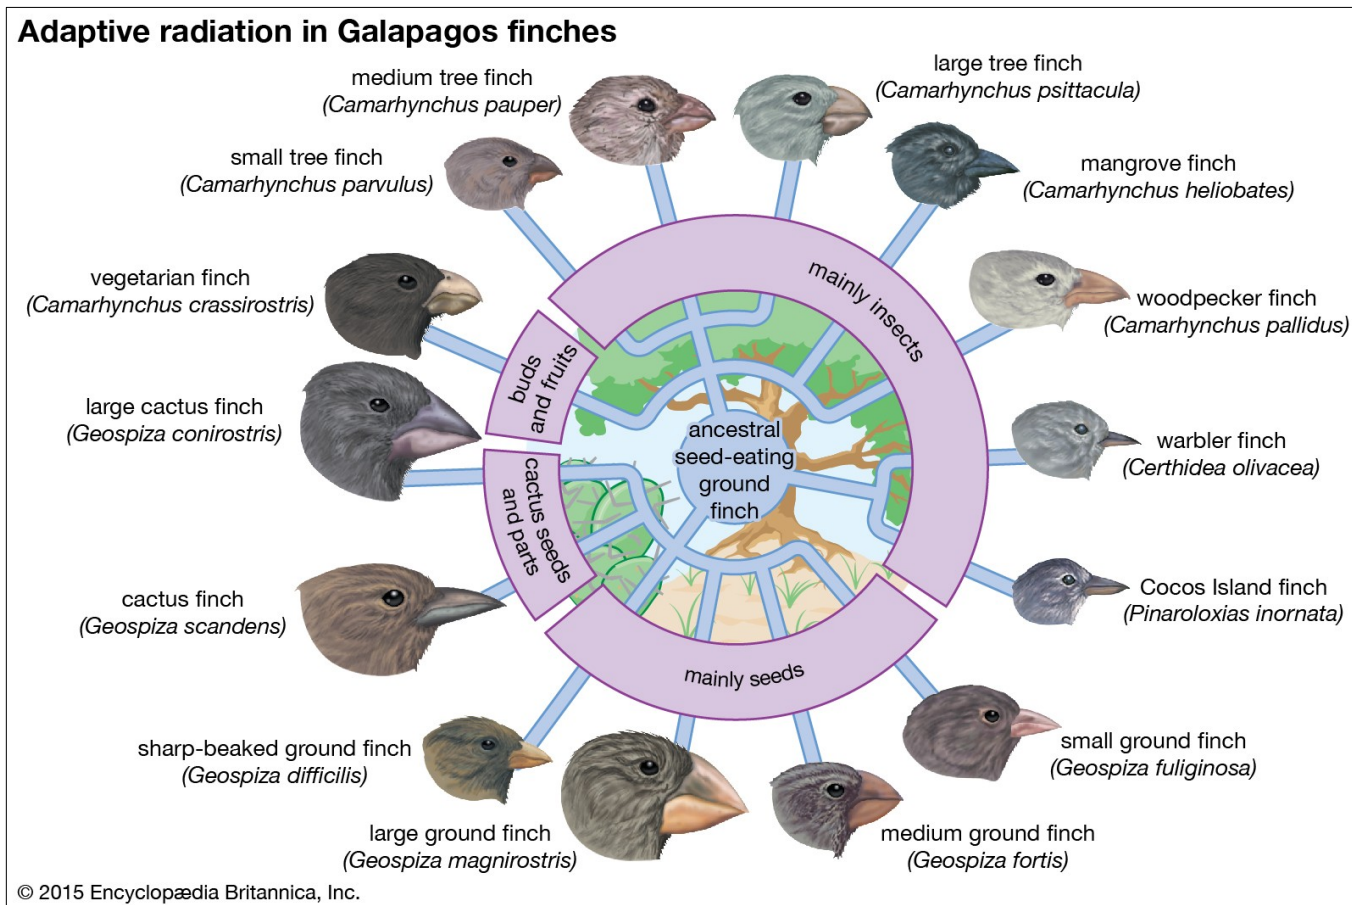 Adaptive radiation in Galapagos finches
medium tree finch
(Camarhynchus pauper)
large tree finch
(Camarhynchus psittacula)
small tree finch
(Camarhynchus parvulus)
mangrove finch
(Camarhynchus heliobates)
vegetarian finch
(Camarhynchus crassirostris)
woodpecker finch
(Camarhynchus pallidus)
large cactus finch
(Geospiza conirostris)
warbler finch
(Certhidea olivacea)
cactus finch
(Geospiza scandens)
Cocos Island finch
(Pinaroloxias inornata)
sharp-beaked ground finch
(Geospiza difficilis)
small ground finch
(Geospiza fuliginosa)
large ground finch
(Geospiza magnirostris)
medium ground finch
(Geospiza fortis)
mainly insects
buds
and fruits
cactus seeds
and parts
mainly seeds
ancestral
seed-eating
ground
finch
© 2015 Encyclopædia Britannica, Inc.